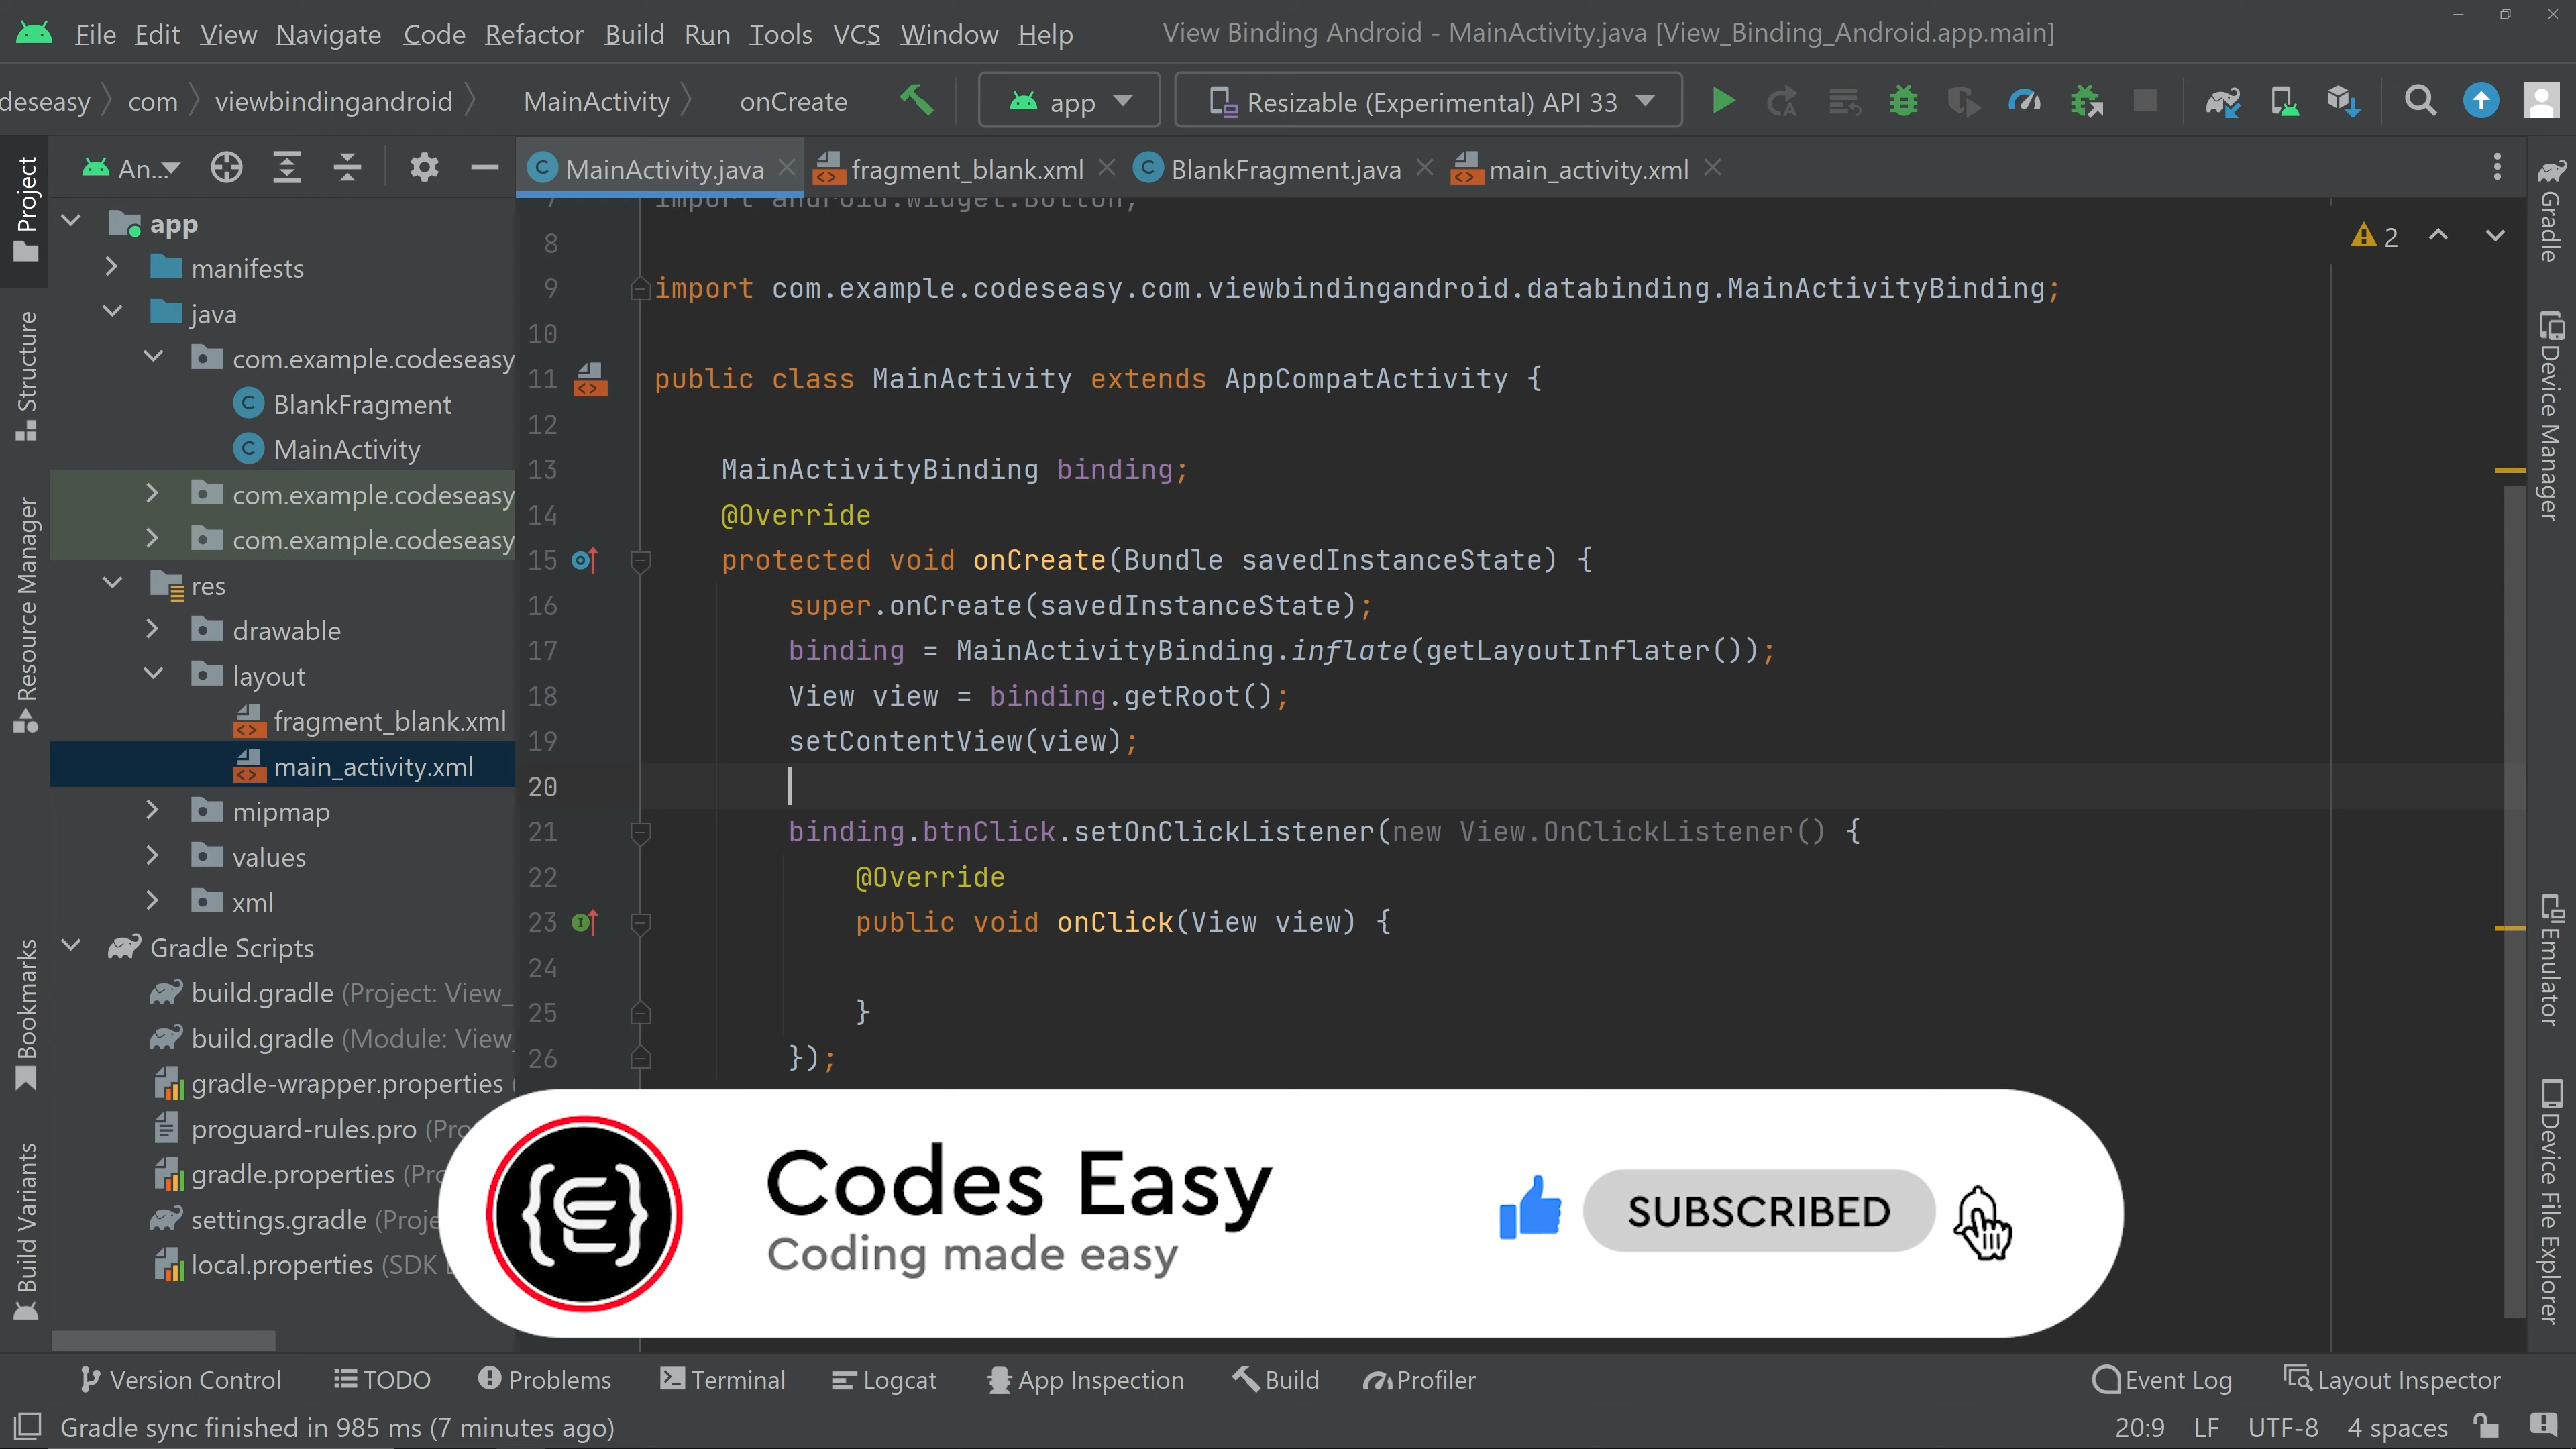 File Edit View Navigate Code Refactor Build Run Tools VCS Window Help View Binding Android - MainActivity.java [View_Binding_Android.app.main]
deseasy com viewbindingandroid MainActivity onCreate app Resizable (Experimental) API 33
An... MainActivity.java fragment_blank.xml BlankFragment.java main_activity.xml
Project
Structure
Resource Manager
Bookmarks
Build Variants
app
manifests
java
com.example.codeseasy
BlankFragment
MainActivity
com.example.codeseasy
com.example.codeseasy
res
drawable
layout
fragment_blank.xml
main_activity.xml
mipmap
values
xml
Gradle Scripts
build.gradle (Project: View_
build.gradle (Module: View_
gradle-wrapper.properties (
proguard-rules.pro (Pro
gradle.properties (Pro
settings.gradle (Proje
local.properties (SDK
7 import android.widget.Button;
8
9 import com.example.codeseasy.com.viewbindingandroid.databinding.MainActivityBinding;
10
11 public class MainActivity extends AppCompatActivity {
12
13 MainActivityBinding binding;
14 @Override
15 protected void onCreate(Bundle savedInstanceState) {
16 super.onCreate(savedInstanceState);
17 binding = MainActivityBinding.inflate(getLayoutInflater());
18 View view = binding.getRoot();
19 setContentView(view);
20
21 binding.btnClick.setOnClickListener(new View.OnClickListener() {
22 @Override
23 public void onClick(View view) {
24
25 }
26 });
2
Gradle
Device Manager
Emulator
Device File Explorer
Codes Easy
Coding made easy
SUBSCRIBED
Version Control TODO Problems Terminal Logcat App Inspection Build Profiler Event Log Layout Inspector
Gradle sync finished in 985 ms (7 minutes ago) 20:9 LF UTF-8 4 spaces